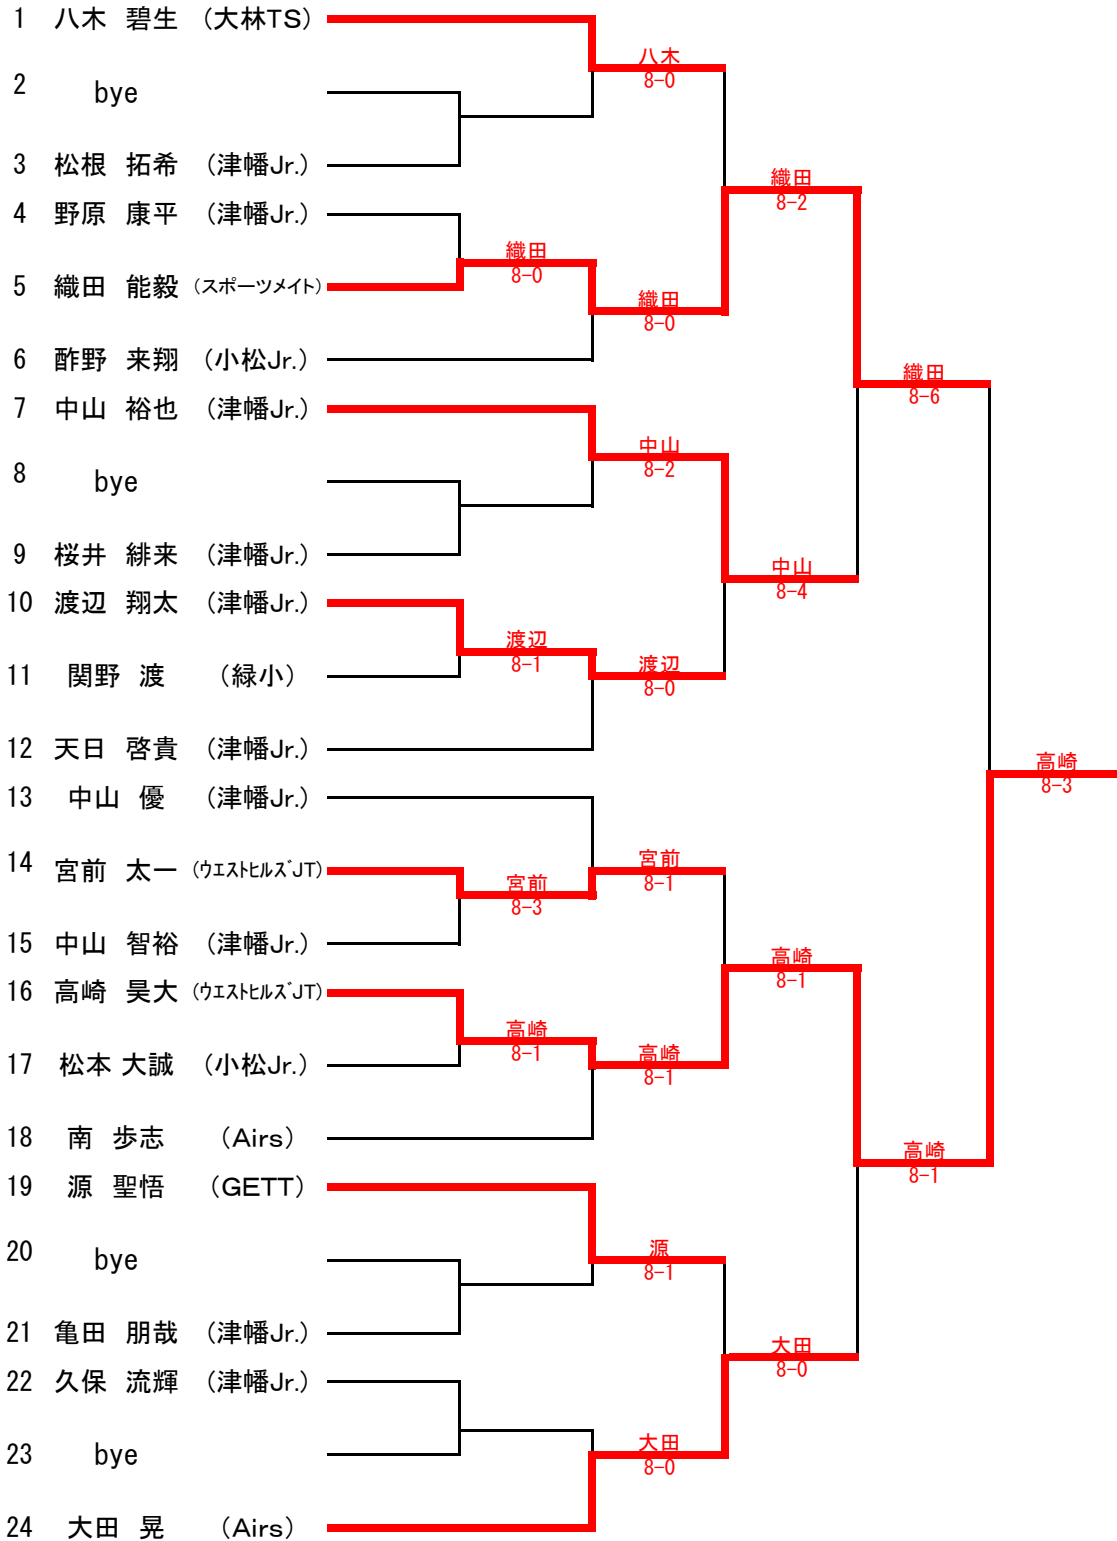 1 八木 碧生 (大林TS)
八木
8-0
2 bye
3 松根 拓希 (津幡Jr.)
織田
8-2
4 野原 康平 (津幡Jr.)
織田
8-0
5 織田 能毅 (スポーツメイト)
織田
8-0
6 酢野 来翔 (小松Jr.)
織田
8-6
7 中山 裕也 (津幡Jr.)
中山
8-2
8 bye
9 桜井 緋来 (津幡Jr.)
中山
8-4
10 渡辺 翔太 (津幡Jr.)
渡辺
8-1
11 関野 渡 (緑小)
渡辺
8-0
12 天日 啓貴 (津幡Jr.)
高崎
8-3
13 中山 優 (津幡Jr.)
宮前
8-1
14 宮前 太一 (ウエストヒルズJT)
宮前
8-3
15 中山 智裕 (津幡Jr.)
高崎
8-1
16 高崎 昊大 (ウエストヒルズJT)
高崎
8-1
17 松本 大誠 (小松Jr.)
高崎
8-1
18 南 歩志 (Airs)
高崎
8-1
19 源 聖悟 (GETT)
源
8-1
20 bye
21 亀田 朋哉 (津幡Jr.)
大田
8-0
22 久保 流輝 (津幡Jr.)
23 bye
大田
8-0
24 大田 晃 (Airs)